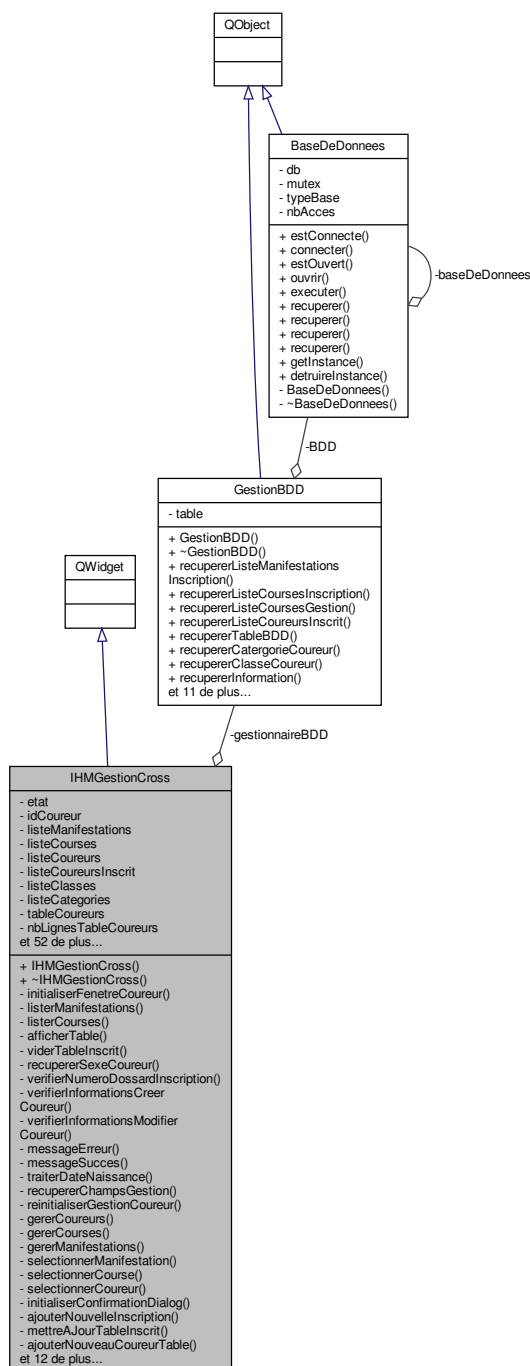 QObject
BaseDeDonnees
- db
- mutex
- typeBase
- nbAcces
+ estConnecte()
+ connecter()
+ estOuvert()
+ ouvrir()
+ executer()
+ recuperer()
+ recuperer()
+ recuperer()
+ recuperer()
+ getInstance()
+ detruireInstance()
- BaseDeDonnees()
- ~BaseDeDonnees()
-baseDeDonnees
-BDD
GestionBDD
- table
+ GestionBDD()
+ ~GestionBDD()
+ recupererListeManifestations
Inscription()
+ recupererListeCoursesInscription()
+ recupererListeCoursesGestion()
+ recupererListeCoureursInscrit()
+ recupererTableBDD()
+ recupererCatergorieCoureur()
+ recupererClasseCoureur()
+ recupererInformation()
et 11 de plus...
QWidget
-gestionnaireBDD
IHMGestionCross
- etat
- idCoureur
- listeManifestations
- listeCourses
- listeCoureurs
- listeCoureursInscrit
- listeClasses
- listeCategories
- tableCoureurs
- nbLignesTableCoureurs
et 52 de plus...
+ IHMGestionCross()
+ ~IHMGestionCross()
- initialiserFenetreCoureur()
- listerManifestations()
- listerCourses()
- afficherTable()
- viderTableInscrit()
- recupererSexeCoureur()
- verifierNumeroDossardInscription()
- verifierInformationsCreer
Coureur()
- verifierInformationsModifier
Coureur()
- messageErreur()
- messageSucces()
- traiterDateNaissance()
- recupererChampsGestion()
- reinitialiserGestionCoureur()
- gererCoureurs()
- gererCourses()
- gererManifestations()
- selectionnerManifestation()
- selectionnerCourse()
- selectionnerCoureur()
- initialiserConfirmationDialog()
- ajouterNouvelleInscription()
- mettreAJourTableInscrit()
- ajouterNouveauCoureurTable()
et 12 de plus...